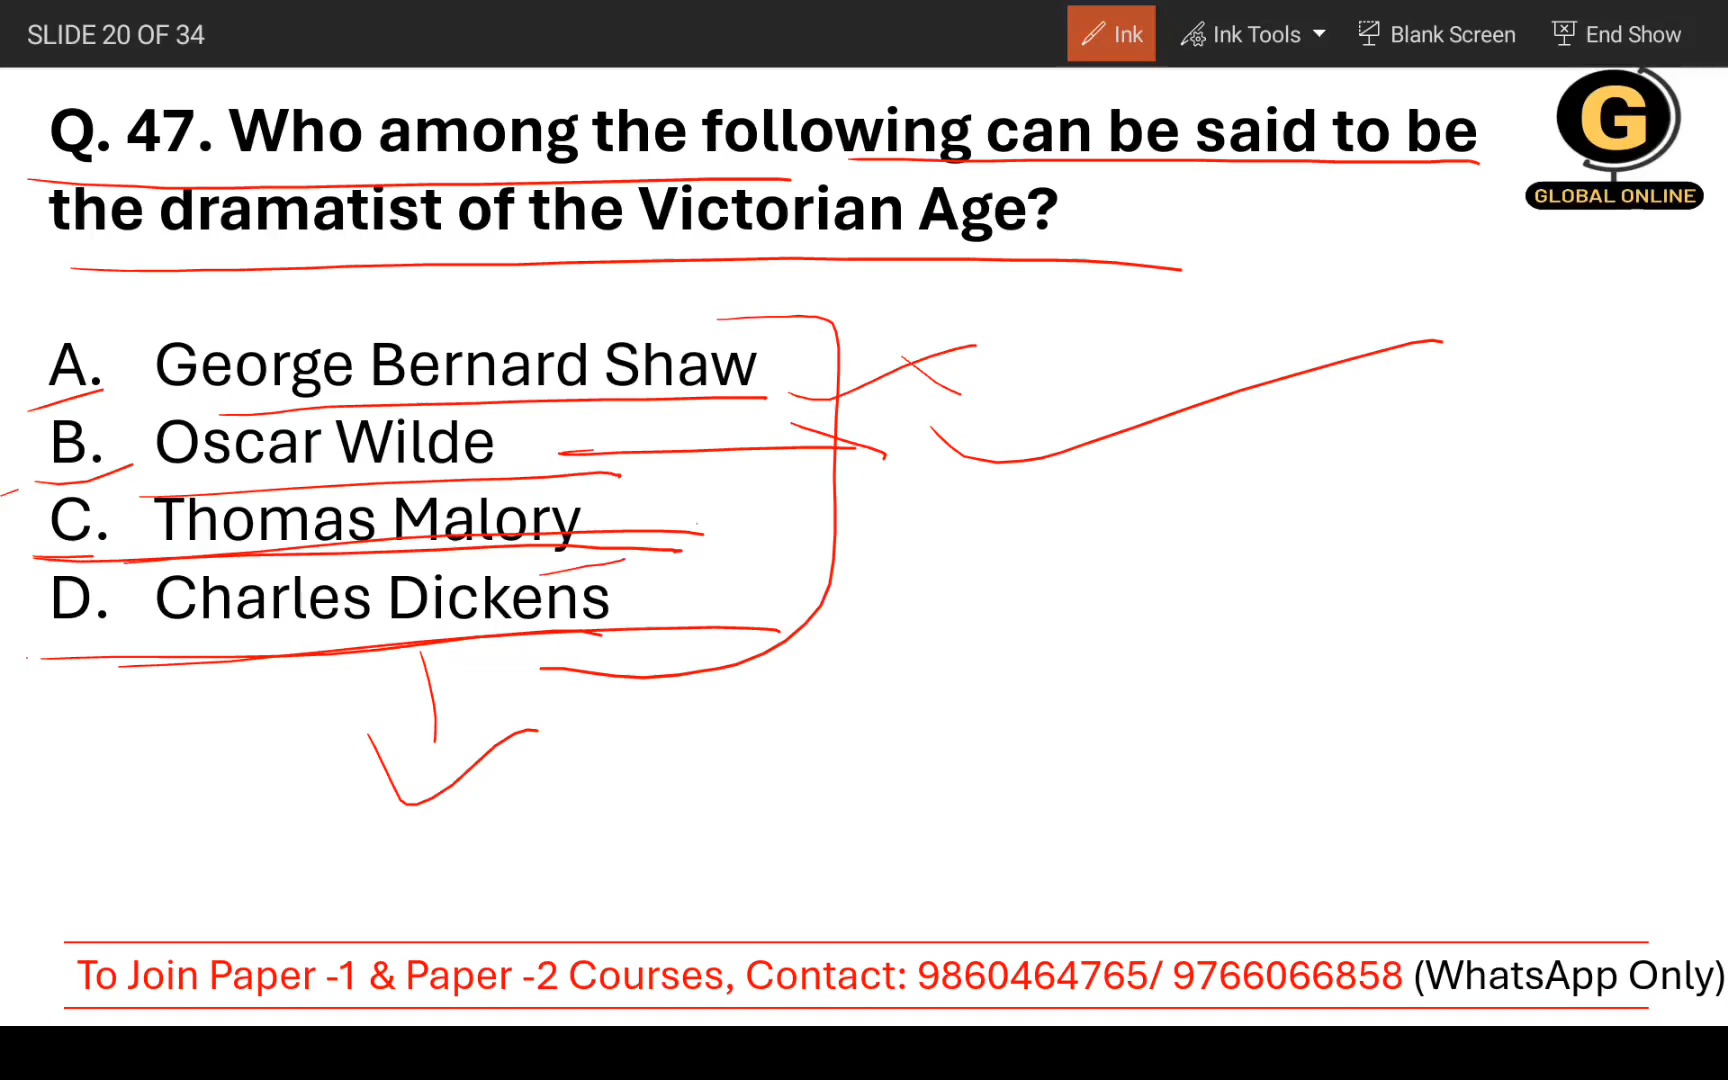 SLIDE 20 OF 34
Ink
Ink Tools
Blank Screen
End Show
G
GLOBAL ONLINE
Q. 47. Who among the following can be said to be
the dramatist of the Victorian Age?
A. George Bernard Shaw
B. Oscar Wilde
C. Thomas Malory
D. Charles Dickens
To Join Paper -1 & Paper -2 Courses, Contact: 9860464765/ 9766066858 (WhatsApp Only)